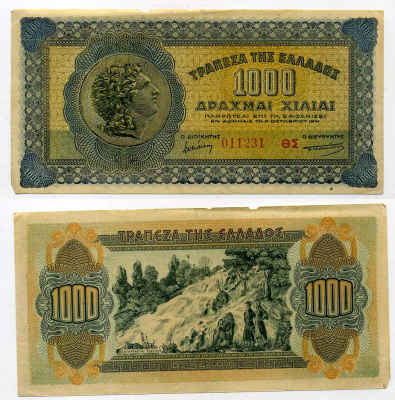 ΤΡΑΠΕΖΑ ΤΗΣ ΕΛΛΑΔΟΣ
1000
ΔΡΑΧΜΑΙ ΧΙΛΙΑΙ
ΠΛΗΡΩΤΕΑΙ ΕΠΙ ΤΗ ΕΜΦΑΝΙΣΕΙ
ΕΝ ΑΘΗΝΑΙΣ ΤΗ 1 ΟΚΤΩΒΡΙΟΥ 1941
Ο ΔΙΟΙΚΗΤΗΣ Ο ΔΙΕΥΘΥΝΤΗΣ
011231 ΘΣ
ΤΡΑΠΕΖΑ ΤΗΣ ΕΛΛΑΔΟΣ
1000 1000